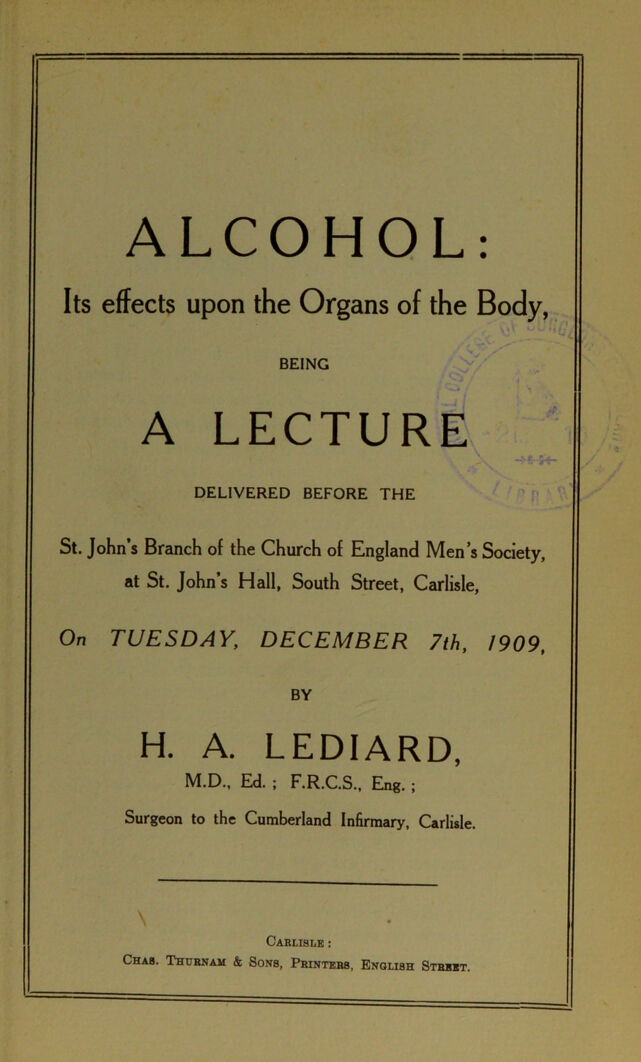 ALCOHOL:
Its effects upon the Organs of the Body,
BEING
A LECTURE
DELIVERED BEFORE THE
St. John's Branch of the Church of England Men's Society,
at St. John's Hall, South Street, Carlisle,
On TUESDAY, DECEMBER 7th, 1909,
BY
H. A. LEDIARD,
M.D., Ed. ; F.R.C.S., Eng. ;
Surgeon to the Cumberland Infirmary, Carlisle.
Carlisle :
Chas. Thurnam & Sons, Printers, English Street.